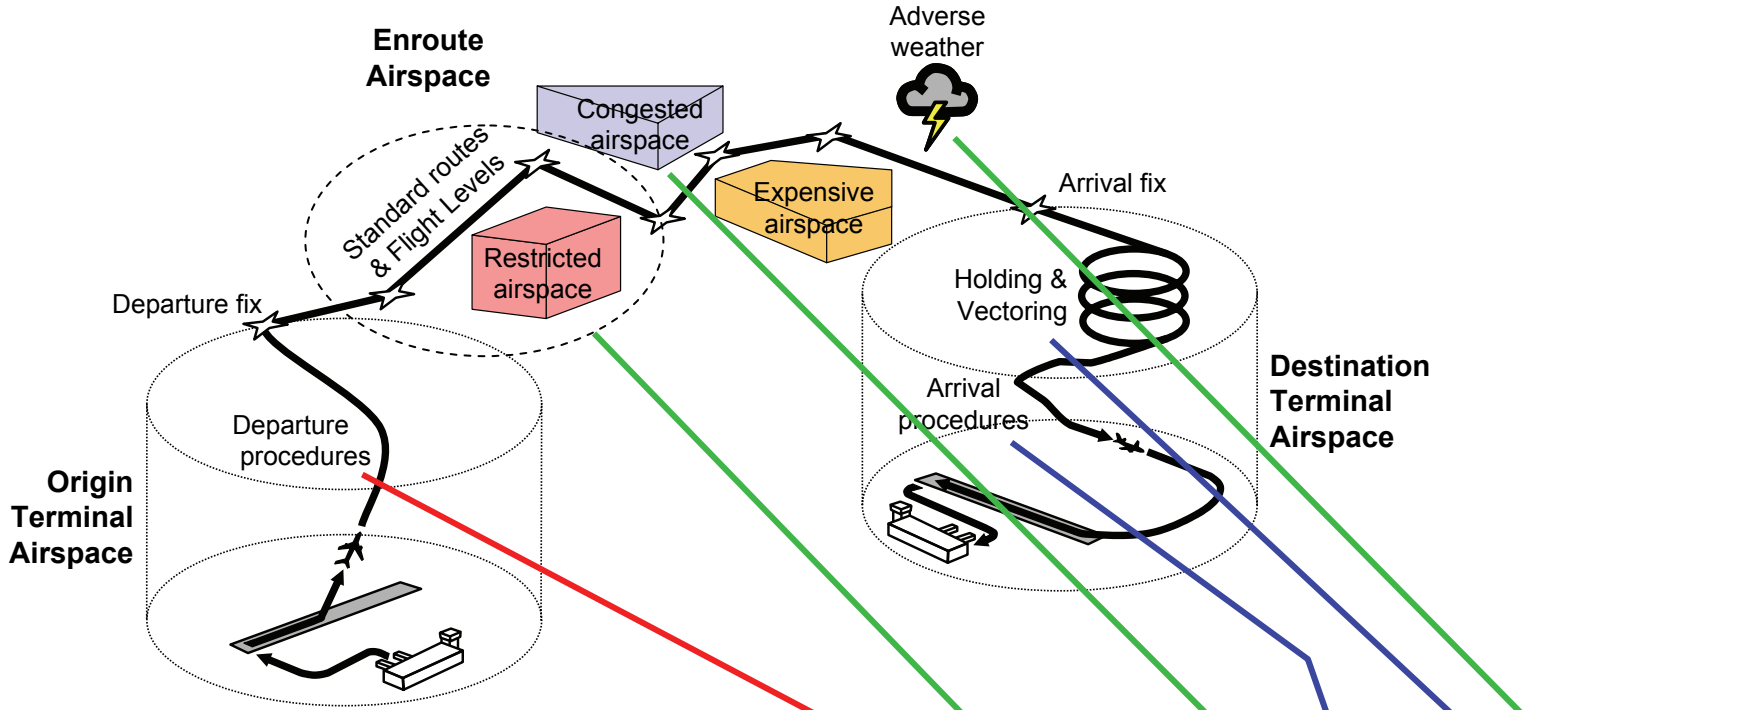 Enroute
Airspace
Adverse
weather
Congested
airspace
Standard routes
& Flight Levels
Expensive
airspace
Arrival fix
Restricted
airspace
Departure fix
Holding &
Vectoring
Destination
Terminal
Airspace
Arrival
procedures
Departure
procedures
Origin
Terminal
Airspace